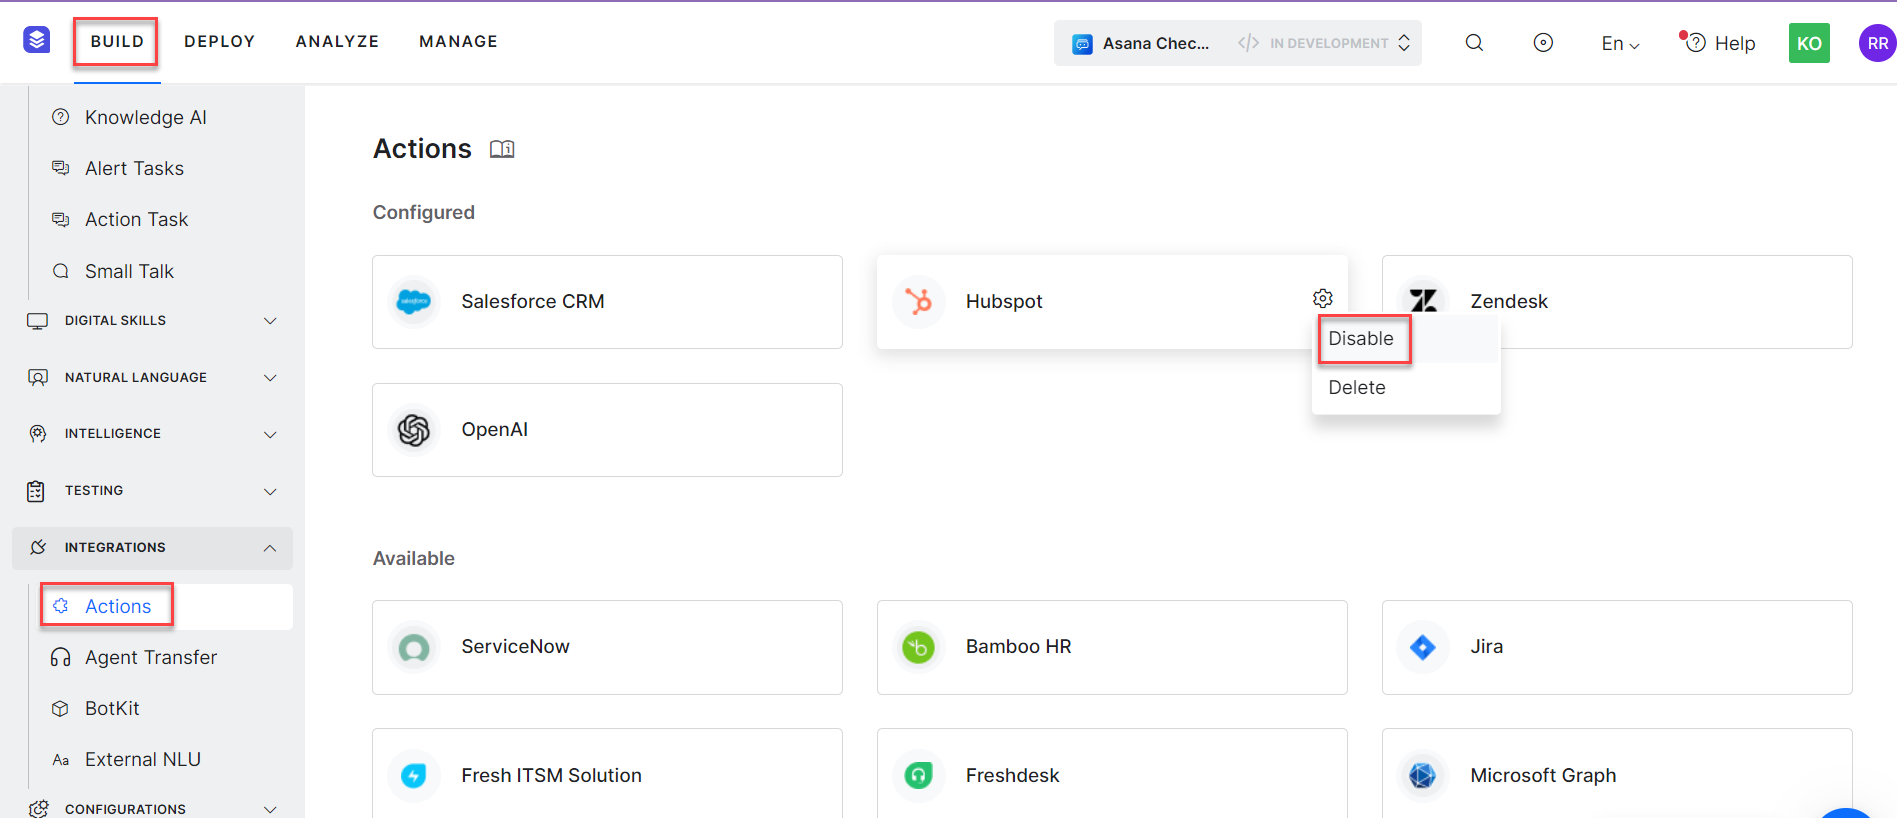 BUILD DEPLOY ANALYZE MANAGE Asana Chec... </> IN DEVELOPMENT En Help KO RR
Knowledge AI
Alert Tasks
Action Task
Small Talk
DIGITAL SKILLS
NATURAL LANGUAGE
INTELLIGENCE
TESTING
INTEGRATIONS
Actions
Agent Transfer
BotKit
Aa External NLU
CONFIGURATIONS
Actions
Configured
salesforce Salesforce CRM
Hubspot
Zendesk
Disable
Delete
OpenAI
Available
ServiceNow
b Bamboo HR
Jira
Fresh ITSM Solution
Freshdesk
Microsoft Graph